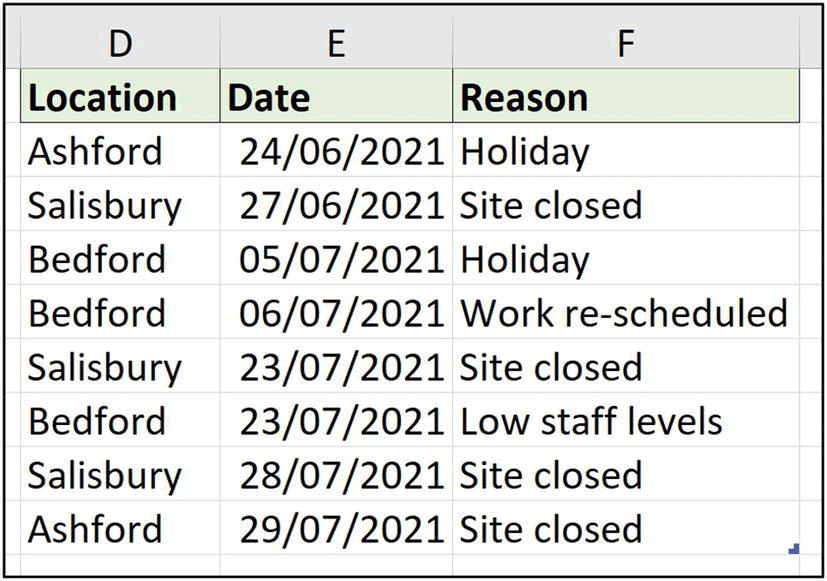 D E F
Location Date Reason
Ashford 24/06/2021 Holiday
Salisbury 27/06/2021 Site closed
Bedford 05/07/2021 Holiday
Bedford 06/07/2021 Work re-scheduled
Salisbury 23/07/2021 Site closed
Bedford 23/07/2021 Low staff levels
Salisbury 28/07/2021 Site closed
Ashford 29/07/2021 Site closed